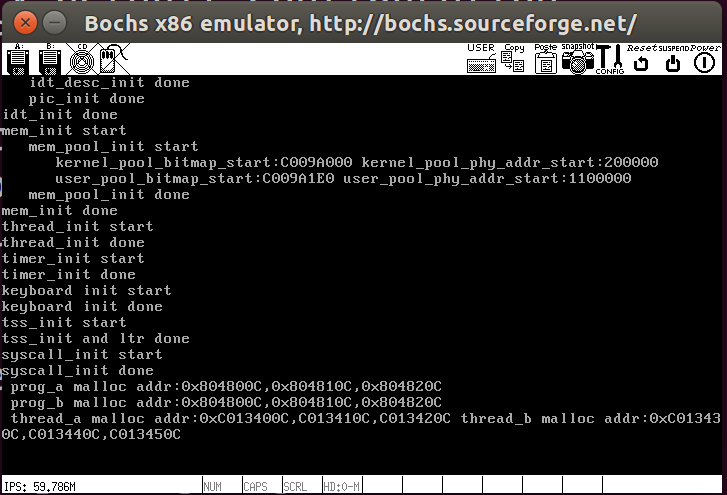 Bochs x86 emulator, http://bochs.sourceforge.net/
A: B: CD USER Copy Paste snapshot CONFIG Reset SUSPEND Power
idt_desc_init done
pic_init done
idt_init done
mem_init start
mem_pool_init start
kernel_pool_bitmap_start:C009A000 kernel_pool_phy_addr_start:200000
user_pool_bitmap_start:C009A1E0 user_pool_phy_addr_start:1100000
mem_pool_init done
mem_init done
thread_init start
thread_init done
timer_init start
timer_init done
keyboard init start
keyboard init done
tss_init start
tss_init and ltr done
syscall_init start
syscall_init done
prog_a malloc addr:0x804800C,0x804810C,0x804820C
prog_b malloc addr:0x804800C,0x804810C,0x804820C
thread_a malloc addr:0xC013400C,C013410C,C013420C thread_b malloc addr:0xC01343
0C,C013440C,C013450C
IPS: 59.786M NUM CAPS SCRL HD:0-M